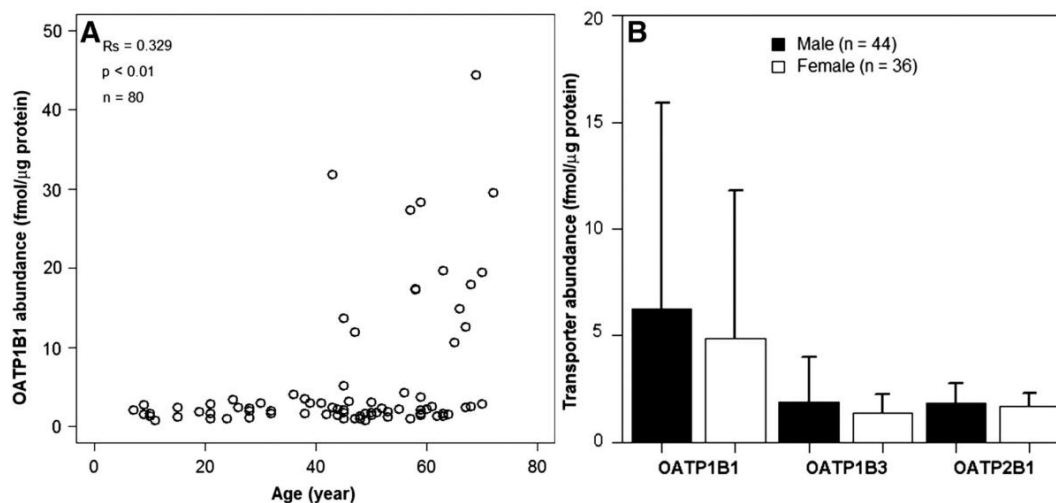 A
Rs = 0.329
p < 0.01
n = 80
50
40
30
20
10
0
OATP1B1 abundance (fmol/µg protein)
0 20 40 60 80
Age (year)
B
Male (n = 44)
Female (n = 36)
20
15
10
5
0
Transporter abundance (fmol/µg protein)
OATP1B1 OATP1B3 OATP2B1